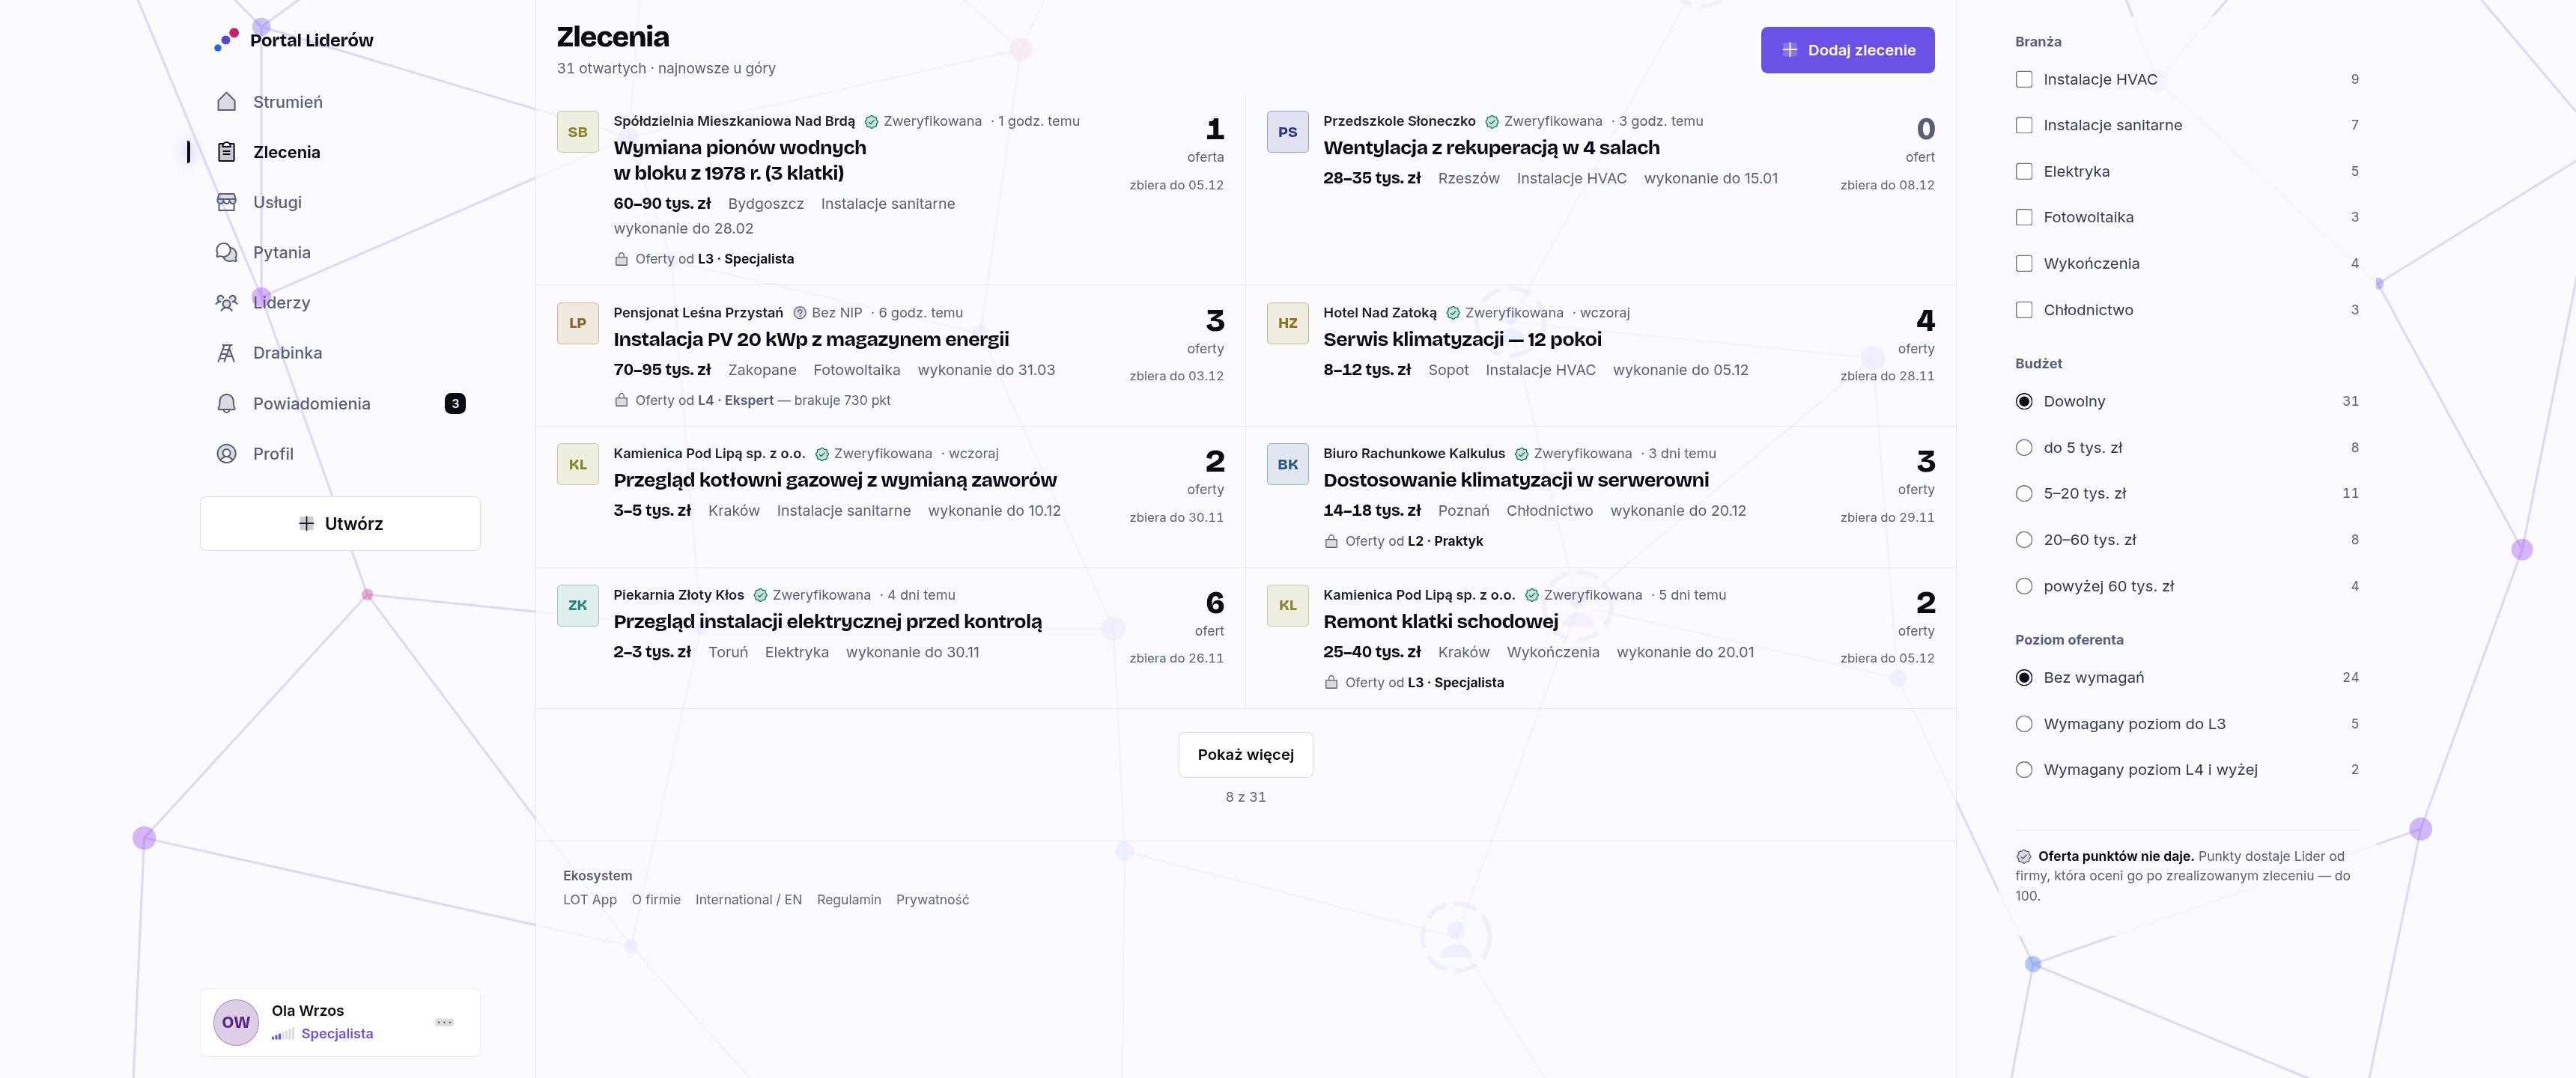 Portal Liderów
Strumień
Zlecenia
Usługi
Pytania
Liderzy
Drabinka
Powiadomienia 3
Profil
Utwórz
OW
Ola Wrzos
Specjalista
Zlecenia
31 otwartych · najnowsze u góry
Dodaj zlecenie
SB
Spółdzielnia Mieszkaniowa Nad Brdą Zweryfikowana · 1 godz. temu
Wymiana pionów wodnych
w bloku z 1978 r. (3 klatki)
60–90 tys. zł Bydgoszcz Instalacje sanitarne
wykonanie do 28.02
Oferty od L3 · Specjalista
1
oferta
zbiera do 05.12
PS
Przedszkole Słoneczko Zweryfikowana · 3 godz. temu
Wentylacja z rekuperacją w 4 salach
28–35 tys. zł Rzeszów Instalacje HVAC wykonanie do 15.01
0
ofert
zbiera do 08.12
LP
Pensjonat Leśna Przystań Bez NIP · 6 godz. temu
Instalacja PV 20 kWp z magazynem energii
70–95 tys. zł Zakopane Fotowoltaika wykonanie do 31.03
Oferty od L4 · Ekspert — brakuje 730 pkt
3
oferty
zbiera do 03.12
HZ
Hotel Nad Zatoką Zweryfikowana · wczoraj
Serwis klimatyzacji — 12 pokoi
8–12 tys. zł Sopot Instalacje HVAC wykonanie do 05.12
4
oferty
zbiera do 28.11
KL
Kamienica Pod Lipą sp. z o.o. Zweryfikowana · wczoraj
Przegląd kotłowni gazowej z wymianą zaworów
3–5 tys. zł Kraków Instalacje sanitarne wykonanie do 10.12
2
oferty
zbiera do 30.11
BK
Biuro Rachunkowe Kalkulus Zweryfikowana · 3 dni temu
Dostosowanie klimatyzacji w serwerowni
14–18 tys. zł Poznań Chłodnictwo wykonanie do 20.12
Oferty od L2 · Praktyk
3
oferty
zbiera do 29.11
ZK
Piekarnia Złoty Kłos Zweryfikowana · 4 dni temu
Przegląd instalacji elektrycznej przed kontrolą
2–3 tys. zł Toruń Elektryka wykonanie do 30.11
6
ofert
zbiera do 26.11
KL
Kamienica Pod Lipą sp. z o.o. Zweryfikowana · 5 dni temu
Remont klatki schodowej
25–40 tys. zł Kraków Wykończenia wykonanie do 20.01
Oferty od L3 · Specjalista
2
oferty
zbiera do 05.12
Pokaż więcej
8 z 31
Ekosystem
LOT App O firmie International / EN Regulamin Prywatność
Branża
Instalacje HVAC 9
Instalacje sanitarne 7
Elektryka 5
Fotowoltaika 3
Wykończenia 4
Chłodnictwo 3
Budżet
Dowolny 31
do 5 tys. zł 8
5–20 tys. zł 11
20–60 tys. zł 8
powyżej 60 tys. zł 4
Poziom oferenta
Bez wymagań 24
Wymagany poziom do L3 5
Wymagany poziom L4 i wyżej 2
Oferta punktów nie daje. Punkty dostaje Lider od
firmy, która oceni go po zrealizowanym zleceniu — do
100.